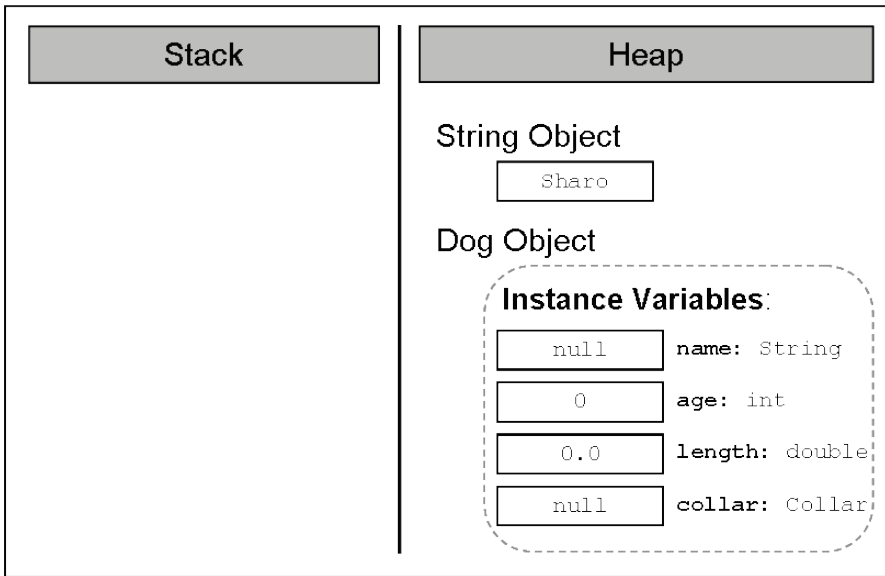 Stack
Heap
String Object
Sharo
Dog Object
Instance Variables:
null name: String
0 age: int
0.0 length: double
null collar: Collar